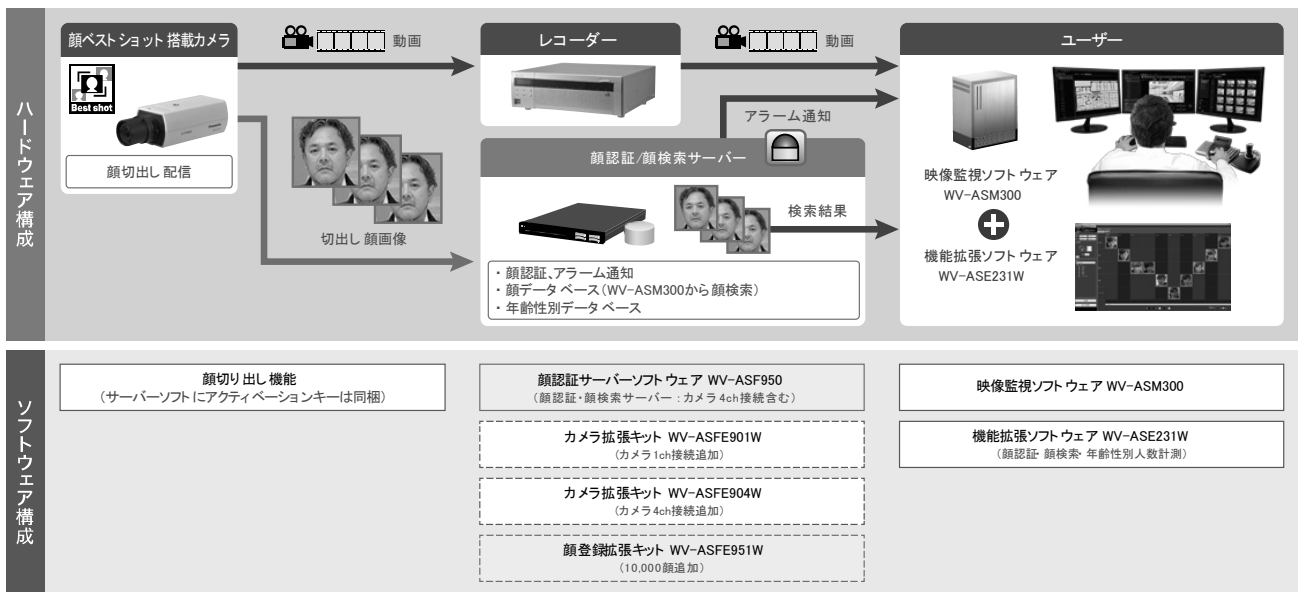 ハードウェア構成
顔ベストショット搭載カメラ
Best shot
顔切出し配信
動画
切出し顔画像
レコーダー
動画
アラーム通知
顔認証/顔検索サーバー
検索結果
・顔認証、アラーム通知
・顔データベース（WV-ASM300から顔検索）
・年齢性別データベース
ユーザー
映像監視ソフトウェア
WV-ASM300
機能拡張ソフトウェア
WV-ASE231W
ソフトウェア構成
顔切り出し機能
（サーバーソフトにアクティベーションキーは同梱）
顔認証サーバーソフトウェア WV-ASF950
（顔認証・顔検索サーバー：カメラ4ch接続含む）
カメラ拡張キット WV-ASFE901W
（カメラ1ch接続追加）
カメラ拡張キット WV-ASFE904W
（カメラ4ch接続追加）
顔登録拡張キット WV-ASFE951W
（10,000顔追加）
映像監視ソフトウェア WV-ASM300
機能拡張ソフトウェア WV-ASE231W
（顔認証・顔検索・年齢性別人数計測）